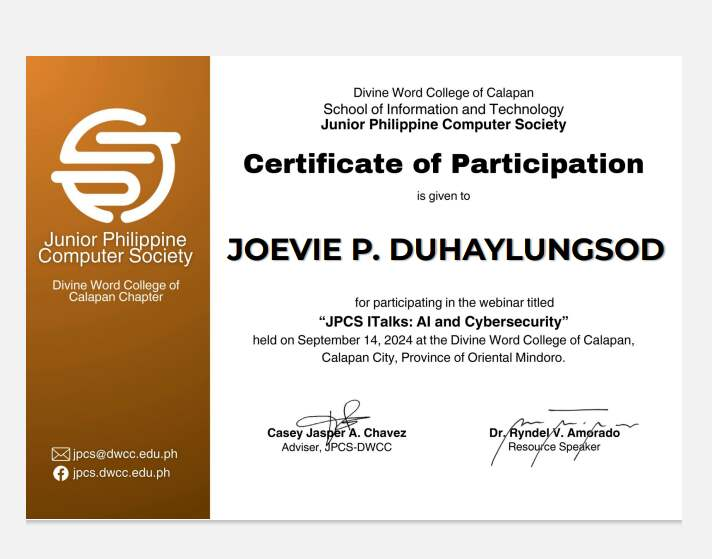 Junior Philippine
Computer Society
Divine Word College of
Calapan Chapter
jpcs@dwcc.edu.ph
jpcs.dwcc.edu.ph
Divine Word College of Calapan
School of Information and Technology
Junior Philippine Computer Society
Certificate of Participation
is given to
JOEVIE P. DUHAYLUNGSOD
for participating in the webinar titled
“JPCS ITalks: AI and Cybersecurity”
held on September 14, 2024 at the Divine Word College of Calapan,
Calapan City, Province of Oriental Mindoro.
Casey Jasper A. Chavez
Adviser, JPCS-DWCC
Dr. Ryndel V. Amorado
Resource Speaker